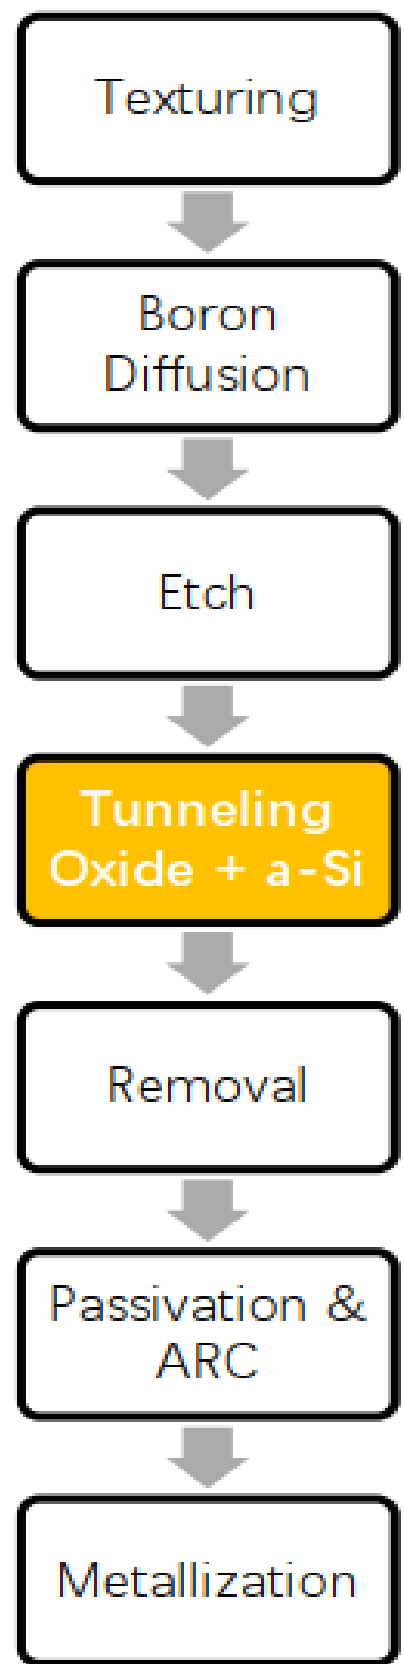 Texturing
Boron
Diffusion
Etch
Tunneling
Oxide + a-Si
Removal
Passivation &
ARC
Metallization